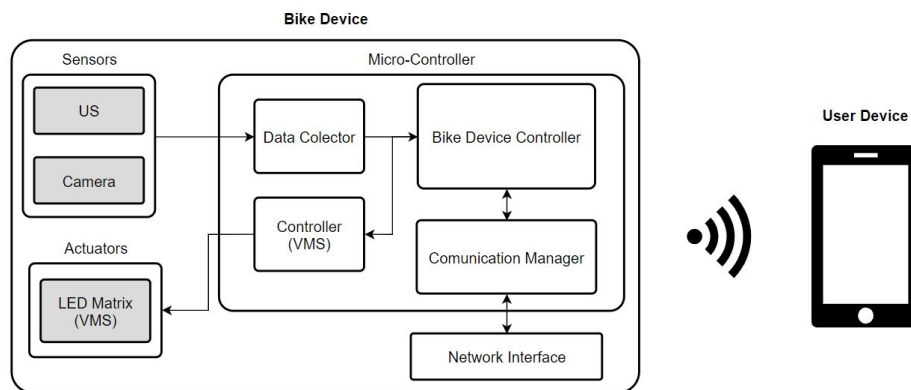 Bike Device
Sensors
US
Camera
Actuators
LED Matrix
(VMS)
Micro-Controller
Data Colector
Controller
(VMS)
Bike Device Controller
Comunication Manager
Network Interface
User Device